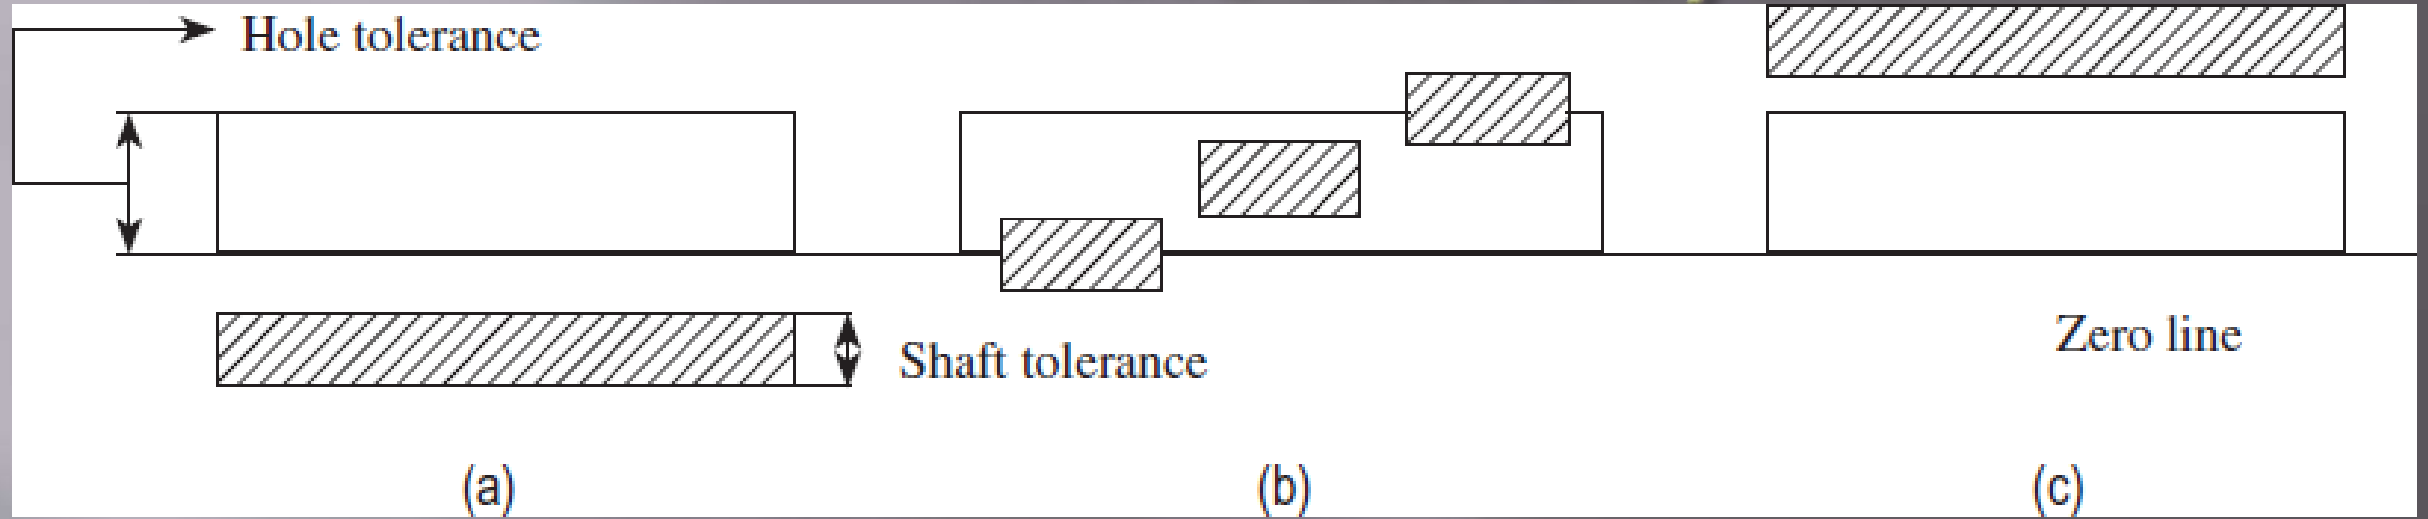 Hole tolerance
Zero line
Shaft tolerance
(a)
(b)
(c)